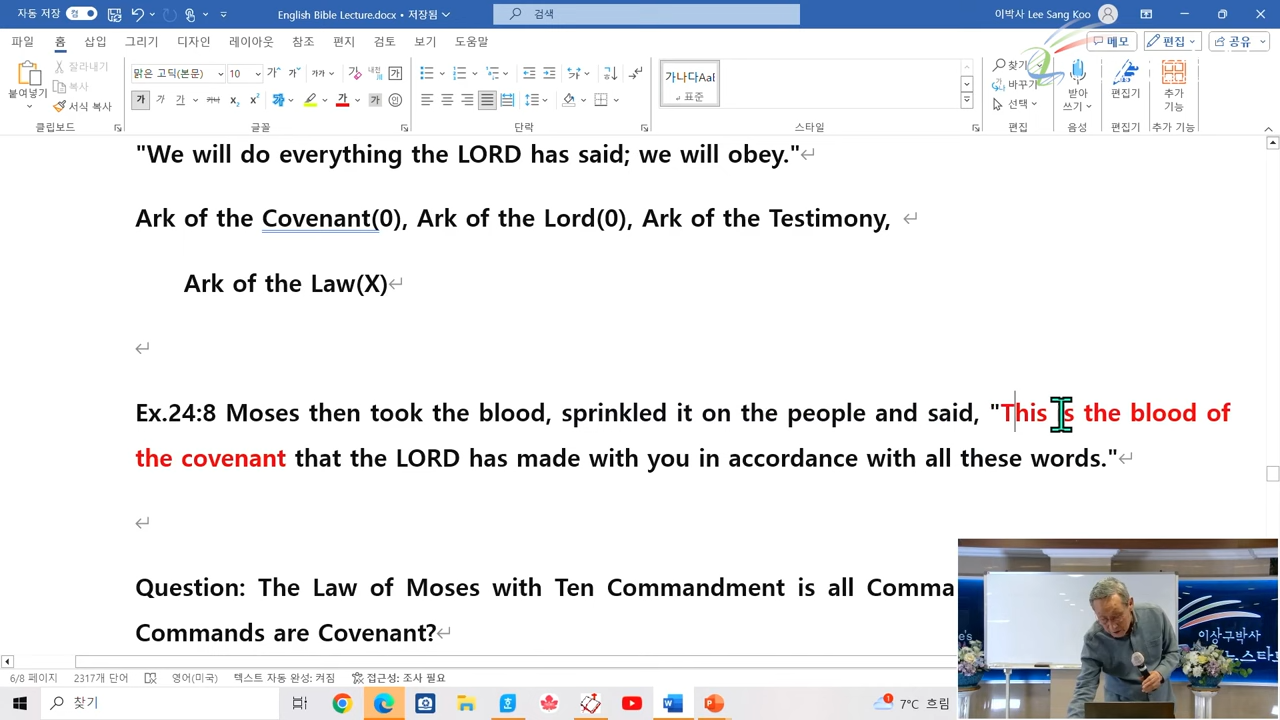 자동 저장
English Bible Lecture.docx • 저장됨
검색
이박사 Lee Sang Koo
파일 홈 삽입 그리기 디자인 레이아웃 참조 편지 검토 보기 도움말
메모 편집 공유
붙여넣기
잘라내기
복사
서식 복사
맑은 고딕(본문) 10
가나다AaI
표준
찾기
바꾸기
선택
받아쓰기
편집기
추가 기능
클립보드 글꼴 단락 스타일 편집 음성 편집기 추가 기능
"We will do everything the LORD has said; we will obey."
Ark of the Covenant(0), Ark of the Lord(0), Ark of the Testimony,
Ark of the Law(X)
Ex.24:8 Moses then took the blood, sprinkled it on the people and said, "This is the blood of
the covenant that the LORD has made with you in accordance with all these words."
Question: The Law of Moses with Ten Commandment is all Comma
Commands are Covenant?
이상구박사
6/8 페이지 2317개 단어 영어(미국) 텍스트 자동 접근성: 조사 필요
찾기
7°C 흐림